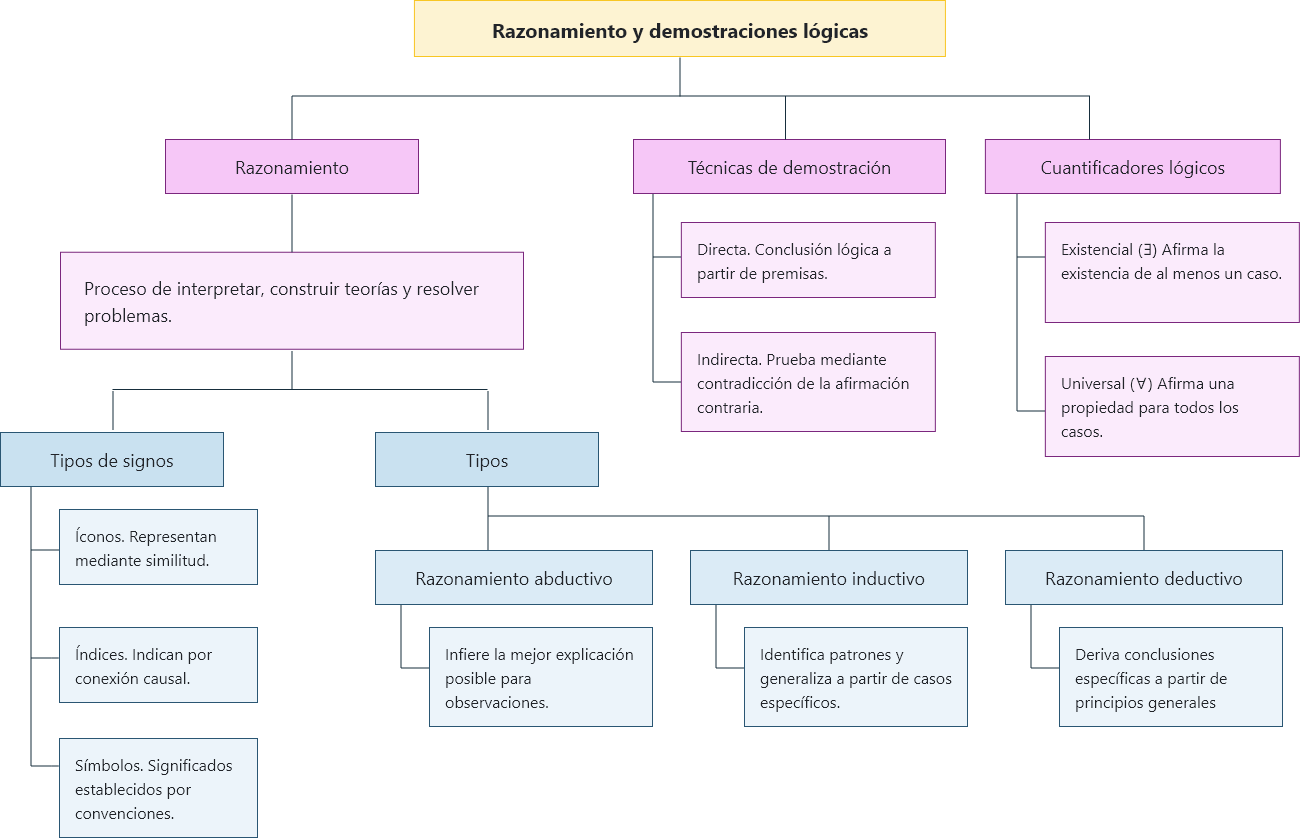 Razonamiento y demostraciones lógicas
Razonamiento
Técnicas de demostración
Cuantificadores lógicos
Proceso de interpretar, construir teorías y resolver
problemas.
Directa. Conclusión lógica a
partir de premisas.
Indirecta. Prueba mediante
contradicción de la afirmación
contraria.
Existencial (∃) Afirma la
existencia de al menos un caso.
Universal (∀) Afirma una
propiedad para todos los
casos.
Tipos de signos
Tipos
Íconos. Representan
mediante similitud.
Índices. Indican por
conexión causal.
Símbolos. Significados
establecidos por
convenciones.
Razonamiento abductivo
Infiere la mejor explicación
posible para
observaciones.
Razonamiento inductivo
Identifica patrones y
generaliza a partir de casos
específicos.
Razonamiento deductivo
Deriva conclusiones
específicas a partir de
principios generales